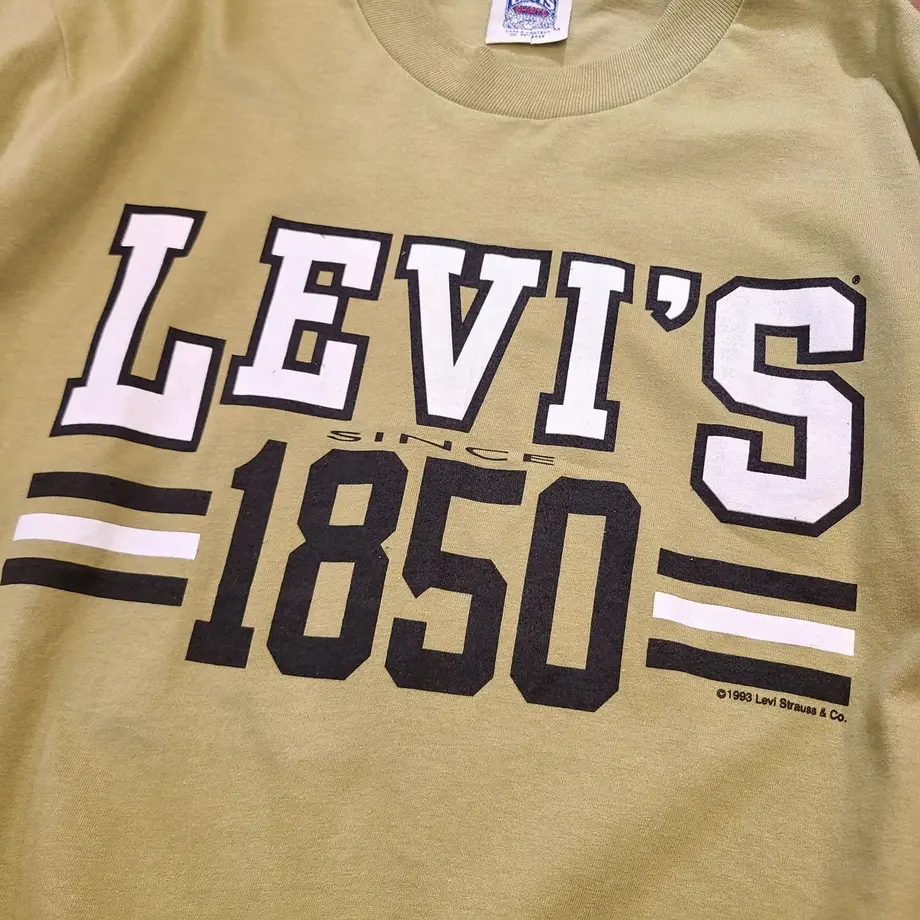 LEVI'S®
SINCE
1850
©1993 Levi Strauss & Co.